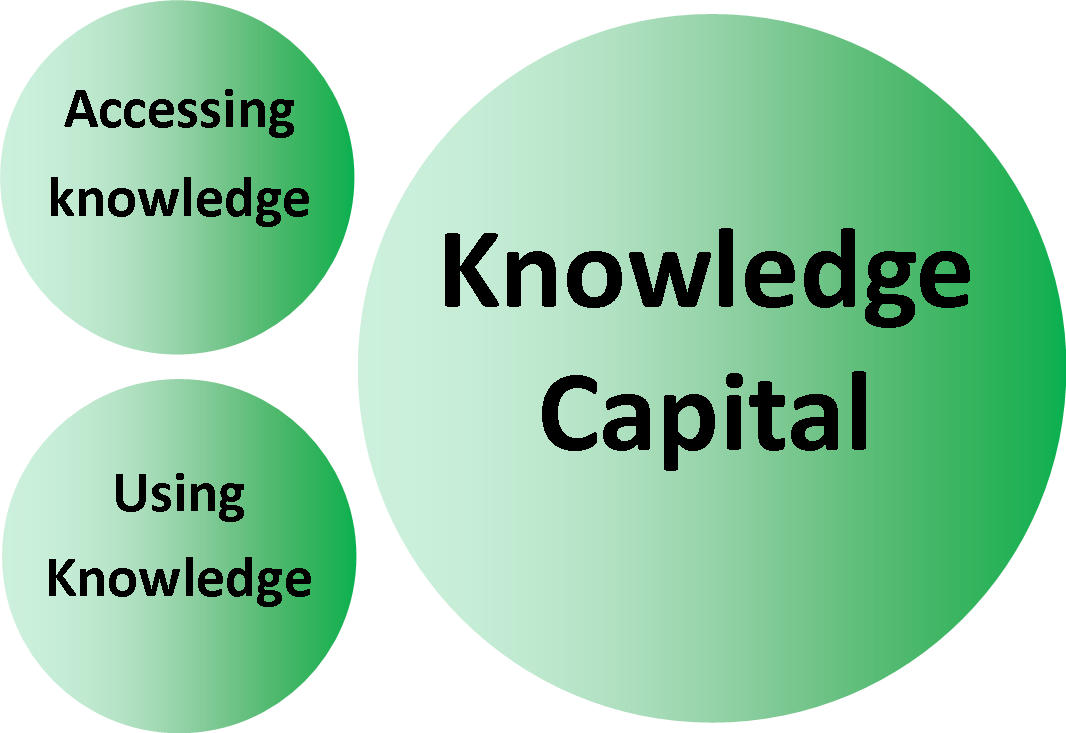 Accessing
knowledge
Using
Knowledge
Knowledge
Capital